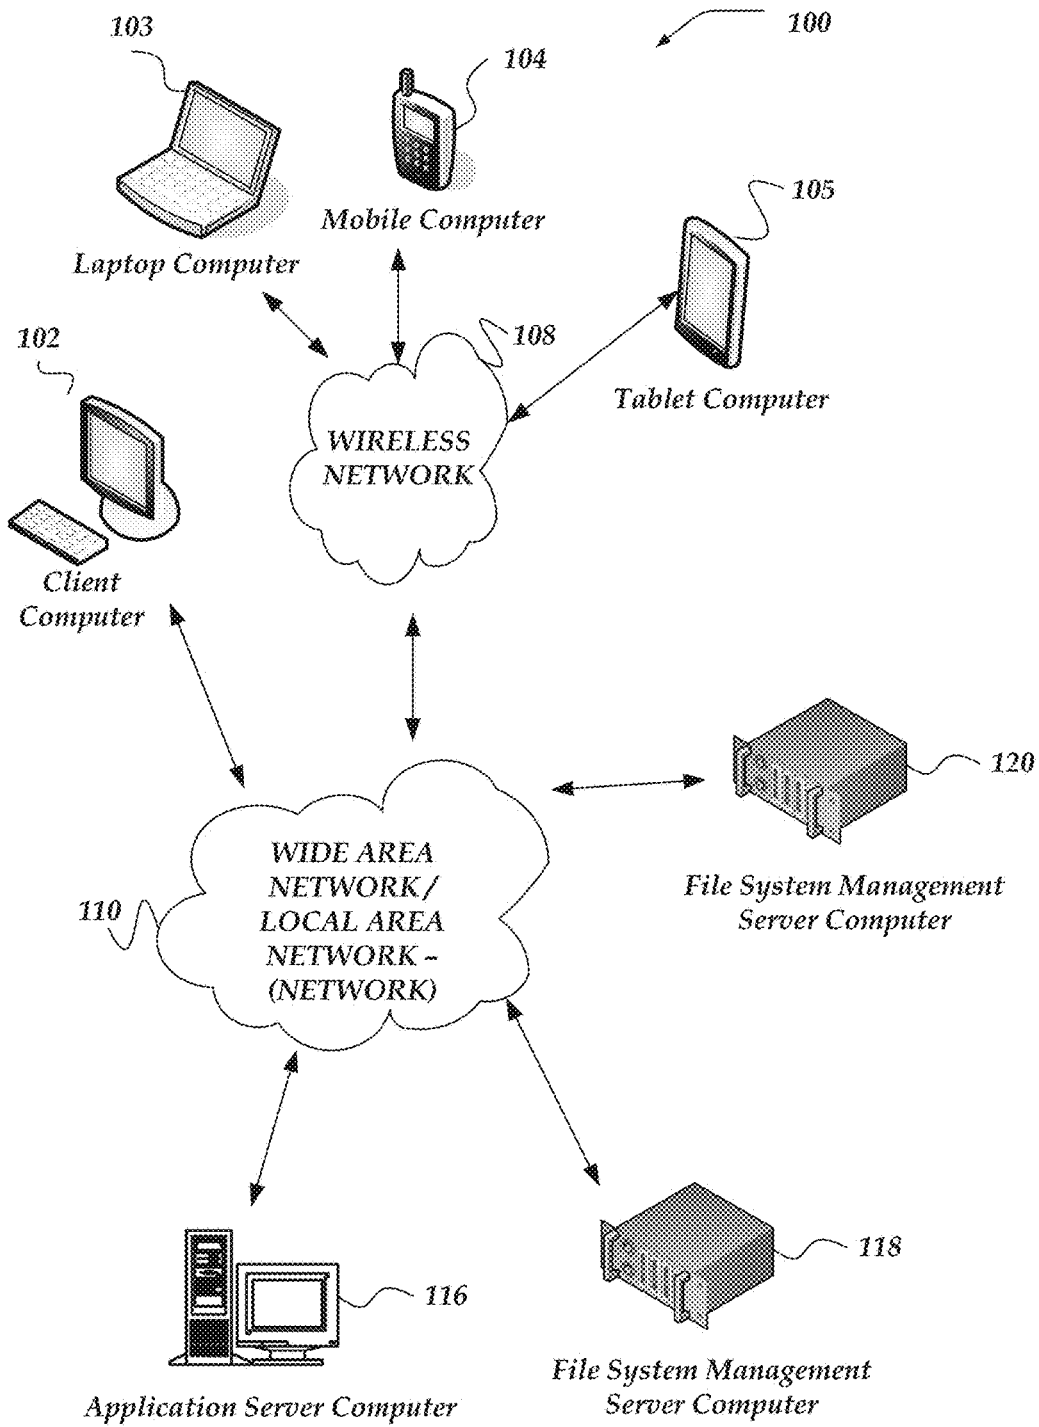 100
103
104
Mobile Computer
105
Laptop Computer
102
108
Tablet Computer
WIRELESS
NETWORK
Client
Computer
120
WIDE AREA
NETWORK /
LOCAL AREA
NETWORK –
(NETWORK)
110
File System Management
Server Computer
118
116
File System Management
Server Computer
Application Server Computer